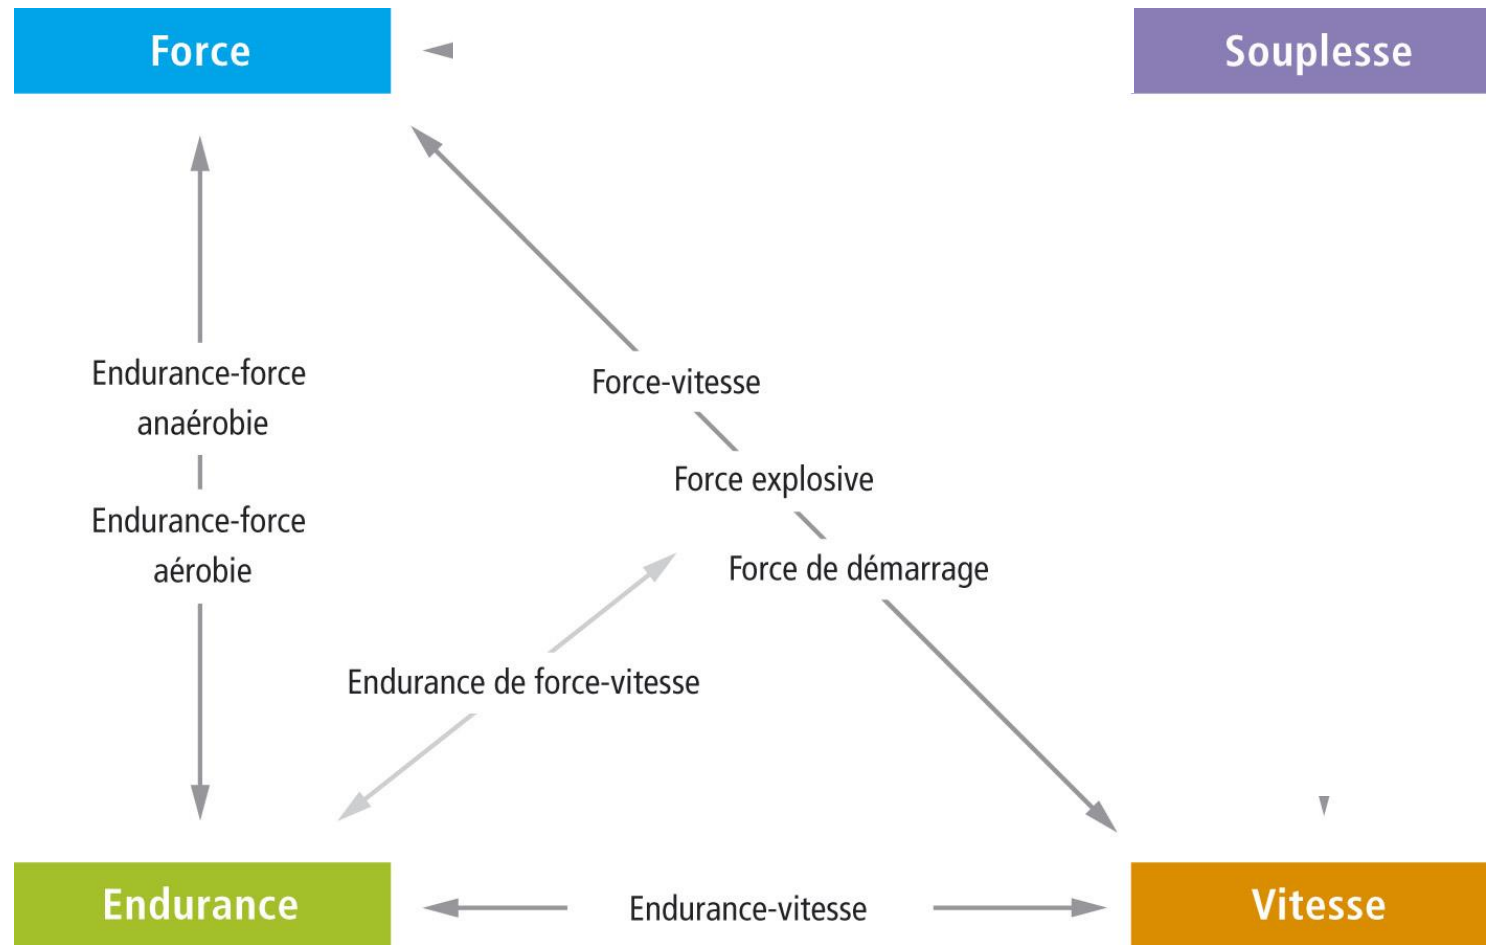 Force
Souplesse
Endurance-force
anaérobie
Force-vitesse
Force explosive
Endurance-force
aérobie
Force de démarrage
Endurance de force-vitesse
Endurance
Endurance-vitesse
Vitesse